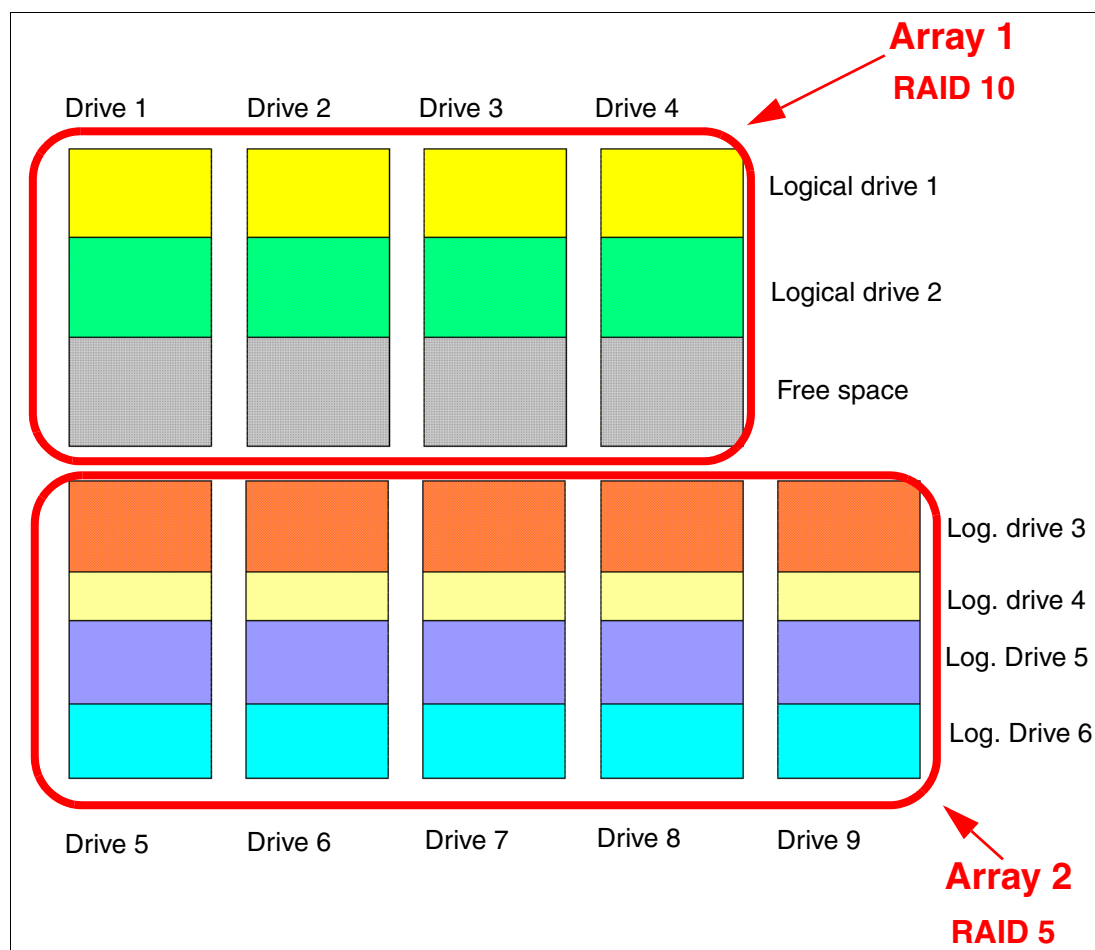 Array 1
RAID 10
Drive 1 Drive 2 Drive 3 Drive 4
Logical drive 1
Logical drive 2
Free space
Log. drive 3
Log. drive 4
Log. Drive 5
Log. Drive 6
Drive 5 Drive 6 Drive 7 Drive 8 Drive 9
Array 2
RAID 5